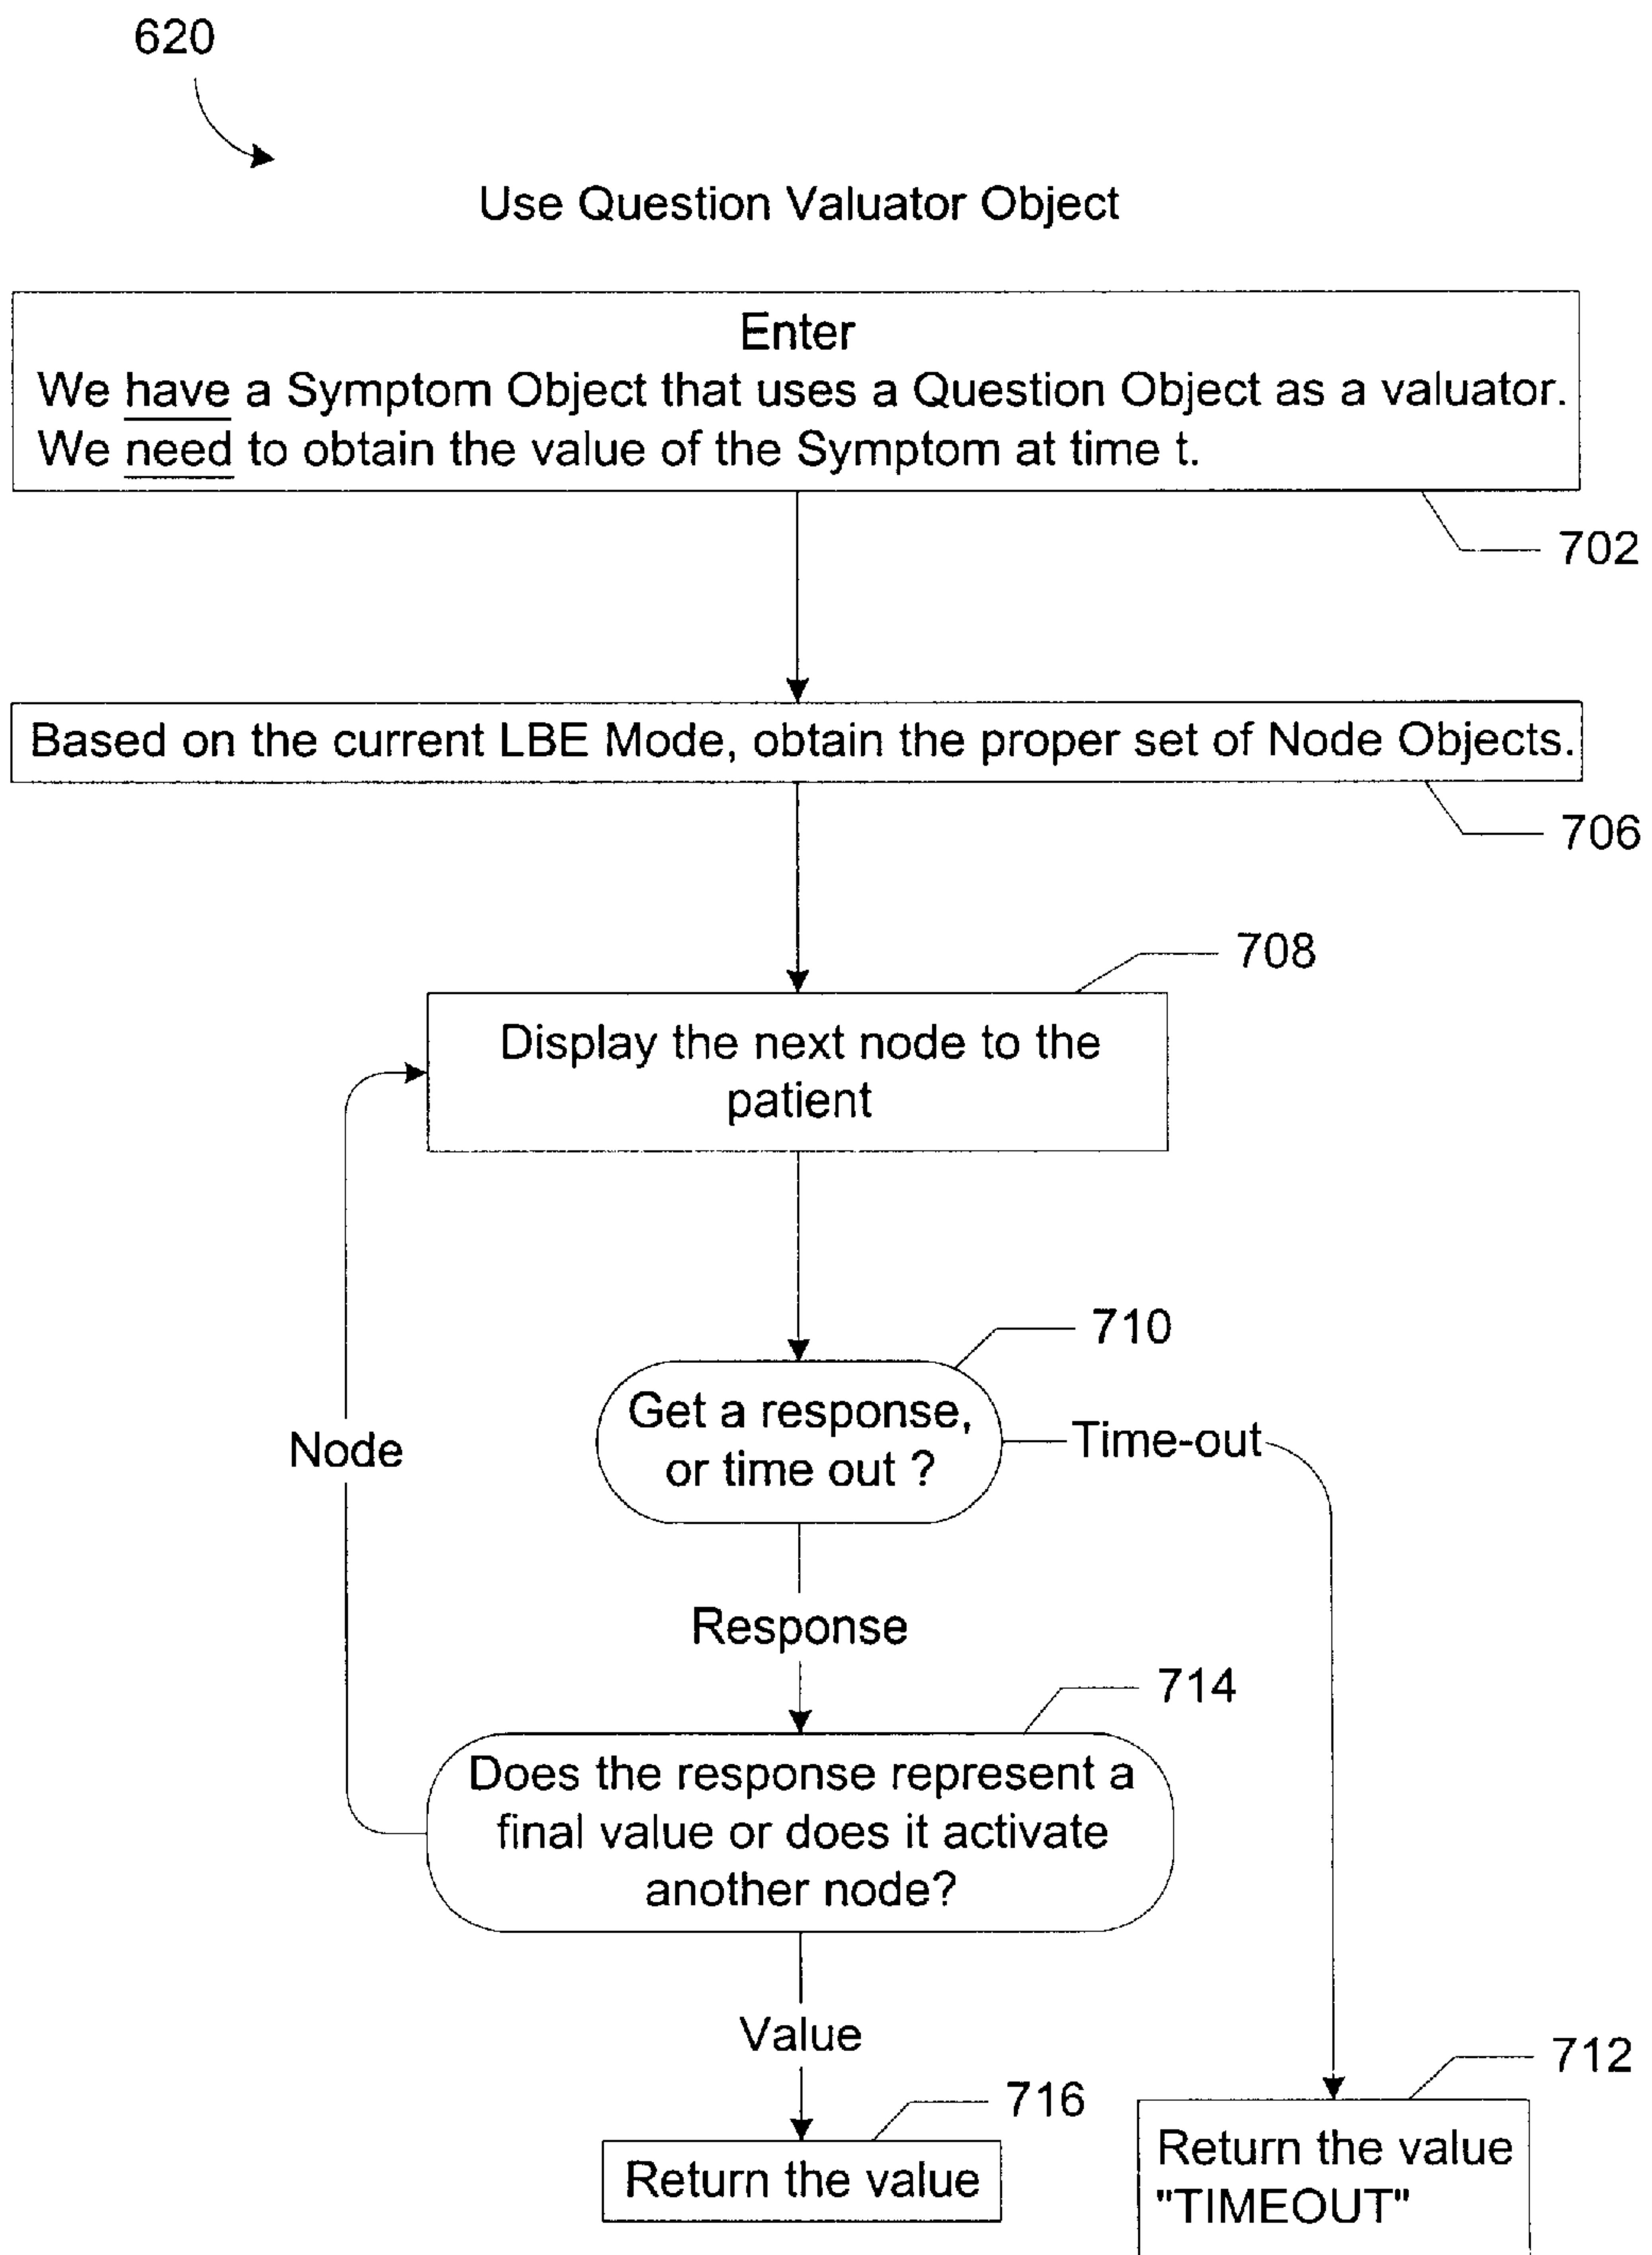 620
Use Question Valuator Object
Enter
We have a Symptom Object that uses a Question Object as a valuator.
We need to obtain the value of the Symptom at time t.
702
Based on the current LBE Mode, obtain the proper set of Node Objects.
706
708
Display the next node to the
patient
710
Get a response,
or time out ?
Time-out
Node
Response
714
Does the response represent a
final value or does it activate
another node?
Value
712
716
Return the value
Return the value
"TIMEOUT"